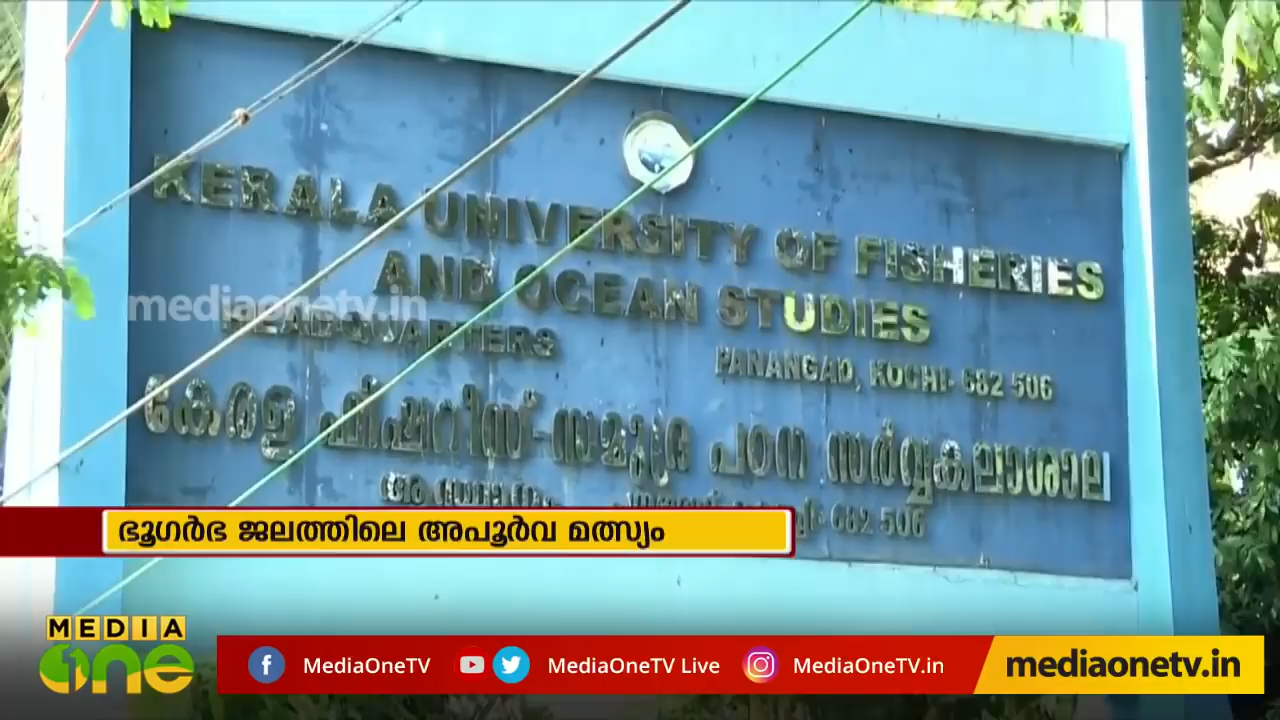 KERALA UNIVERSITY OF FISHERIES
AND OCEAN STUDIES
HEADQUARTERS
PANANGAD, KOCHI- 682 506
കേരള ഫിഷറീസ്-സമുദ്ര പഠന സർവ്വകലാശാല
ആസ്ഥാനം
682 506
mediaonetv.in
ഭൂഗർഭ ജലത്തിലെ അപൂർവ മത്സ്യം
MEDIA
one
MediaOneTV
MediaOneTV Live
MediaOneTV.in
mediaonetv.in